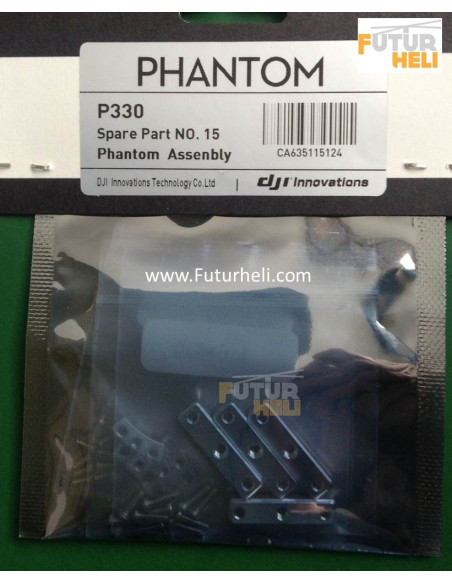 FUTUR
HELI
PHANTOM
P330
Spare Part NO. 15
Phantom Assenbly
CA635115124
DJI Innovations Technology Co.,Ltd | dji Innovations
www.Futurheli.com
FUTUR
HELI